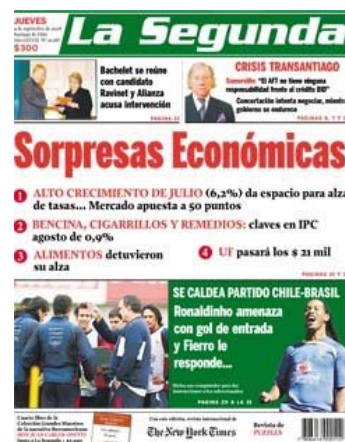 JUEVES
$300
La Segunda
Bachelet se reúne
con candidato
Ravinet y Alianza
acusa intervención
CRISIS TRANSANTIAGO
Somerville: "El AFT no tiene ninguna
responsabilidad frente al crédito BID"
Concertación intenta negociar, mientr
gobierno se endurece
Sorpresas Económicas
1 ALTO CRECIMIENTO DE JULIO (6,2%) da espacio para alza
de tasas... Mercado apuesta a 50 puntos
2 BENCINA, CIGARRILLOS Y REMEDIOS: claves en IPC
agosto de 0,9%
3 ALIMENTOS detuvieron
su alza
4 UF pasará los $ 21 mil
SE CALDEA PARTIDO CHILE-BRASIL
Ronaldinho amenaza
con gol de entrada
y Fierro le
responde...
The New York Times
Revista de
PUZZLES